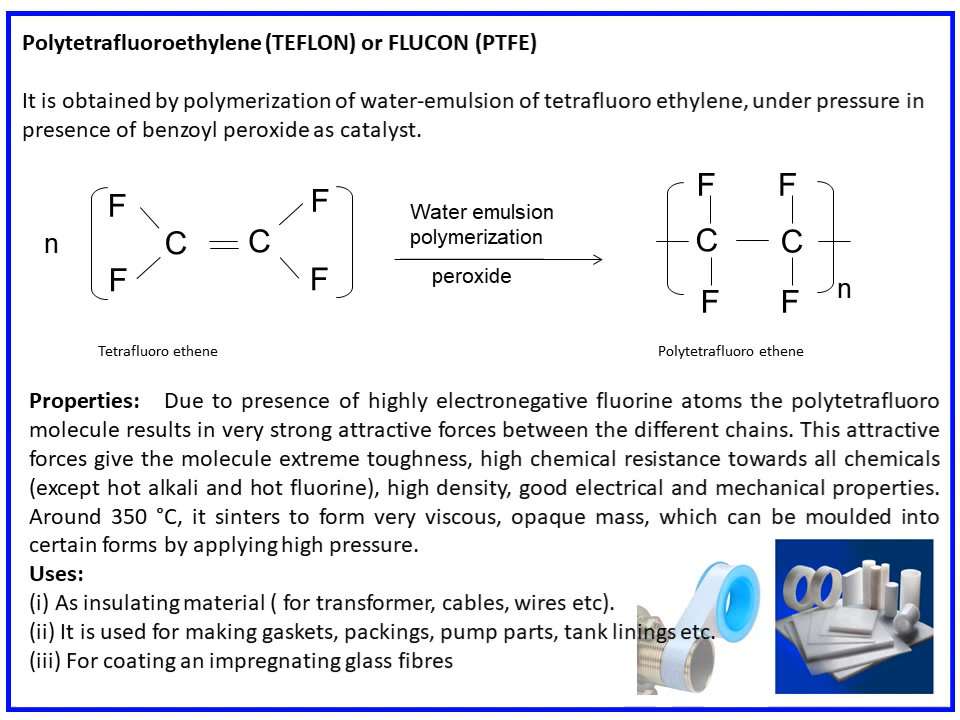 Polytetrafluoroethylene (TEFLON) or FLUCON (PTFE)
It is obtained by polymerization of water-emulsion of tetrafluoro ethylene, under pressure in
presence of benzoyl peroxide as catalyst.
F F F F
n C = C Water emulsion polymerization C C
F F peroxide F F n
Tetrafluoro ethene Polytetrafluoro ethene
Properties: Due to presence of highly electronegative fluorine atoms the polytetrafluoro
molecule results in very strong attractive forces between the different chains. This attractive
forces give the molecule extreme toughness, high chemical resistance towards all chemicals
(except hot alkali and hot fluorine), high density, good electrical and mechanical properties.
Around 350 °C, it sinters to form very viscous, opaque mass, which can be moulded into
certain forms by applying high pressure.
Uses:
(i) As insulating material ( for transformer, cables, wires etc).
(ii) It is used for making gaskets, packings, pump parts, tank linings etc.
(iii) For coating an impregnating glass fibres